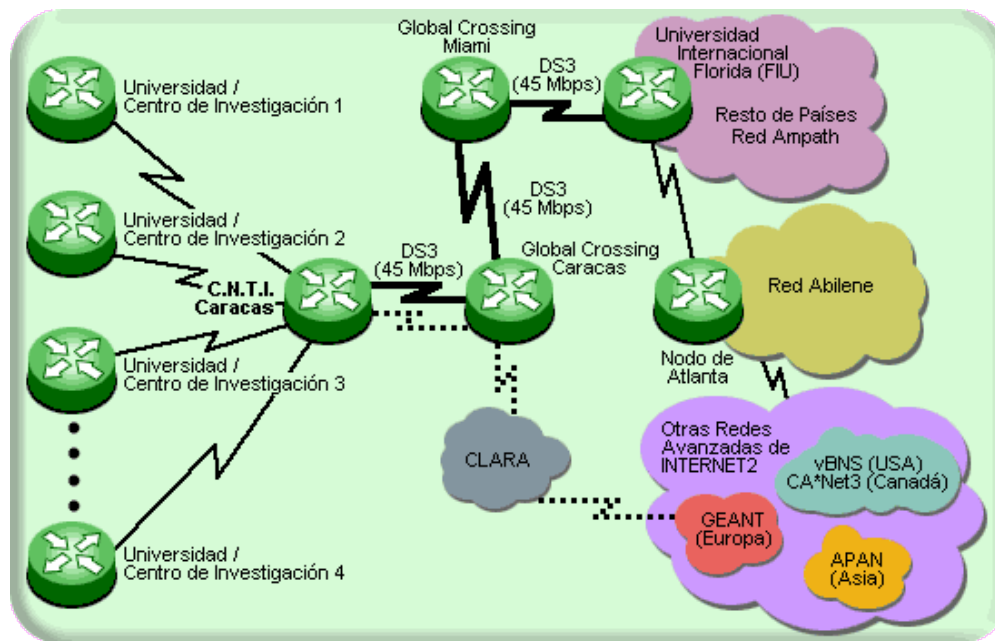 Global Crossing
Miami
DS3
(45 Mbps)
Universidad
Internacional
Florida (FIU)
Resto de Países
Red Ampath
Universidad /
Centro de Investigación 1
Universidad /
Centro de Investigación 2
DS3
(45 Mbps)
DS3
(45 Mbps)
Global Crossing
Caracas
C.N.T.I.
Caracas
Red Abilene
Nodo de
Atlanta
Universidad /
Centro de Investigación 3
CLARA
Otras Redes
Avanzadas de
INTERNET2
vBNS (USA)
CA*Net3 (Canadá)
GEANT
(Europa)
APAN
(Asia)
Universidad /
Centro de Investigación 4